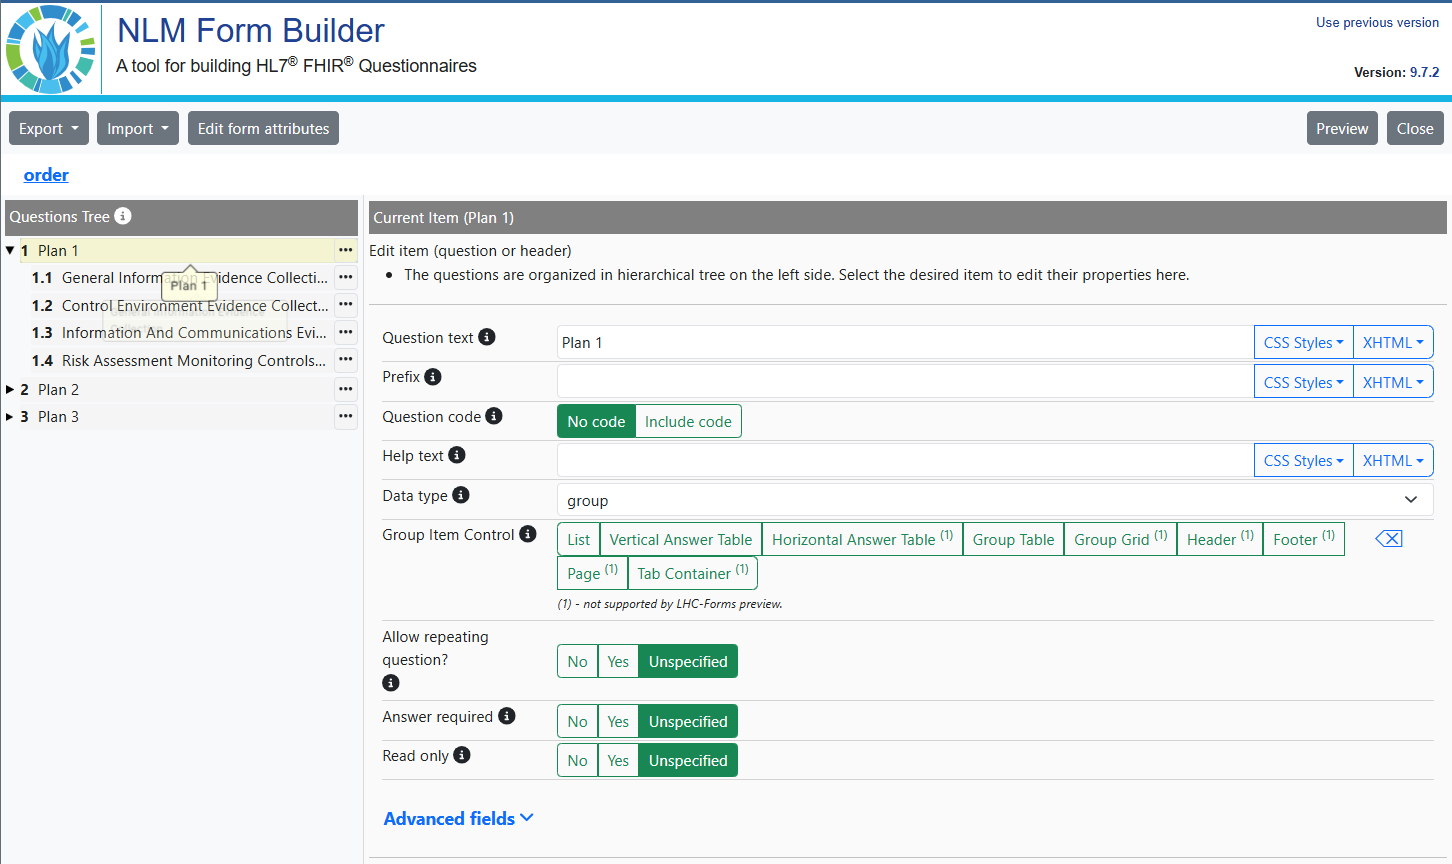 NLM Form Builder
Use previous version
A tool for building HL7® FHIR® Questionnaires
Version: 9.7.2
Export
Import
Edit form attributes
Preview
Close
order
Questions Tree
1 Plan 1
1.1 General Information Evidence Collecti...
Plan 1
1.2 Control Environment Evidence Collect...
General Information Evidence
1.3 Information And Communications Evi...
1.4 Risk Assessment Monitoring Controls...
2 Plan 2
3 Plan 3
Current Item (Plan 1)
Edit item (question or header)
• The questions are organized in hierarchical tree on the left side. Select the desired item to edit their properties here.
Question text
Plan 1
CSS Styles
XHTML
Prefix
CSS Styles
XHTML
Question code
No code
Include code
Help text
CSS Styles
XHTML
Data type
group
Group Item Control
List
Vertical Answer Table
Horizontal Answer Table (1)
Group Table
Group Grid (1)
Header (1)
Footer (1)
Page (1)
Tab Container (1)
(1) - not supported by LHC-Forms preview.
Allow repeating
question?
No
Yes
Unspecified
Answer required
No
Yes
Unspecified
Read only
No
Yes
Unspecified
Advanced fields